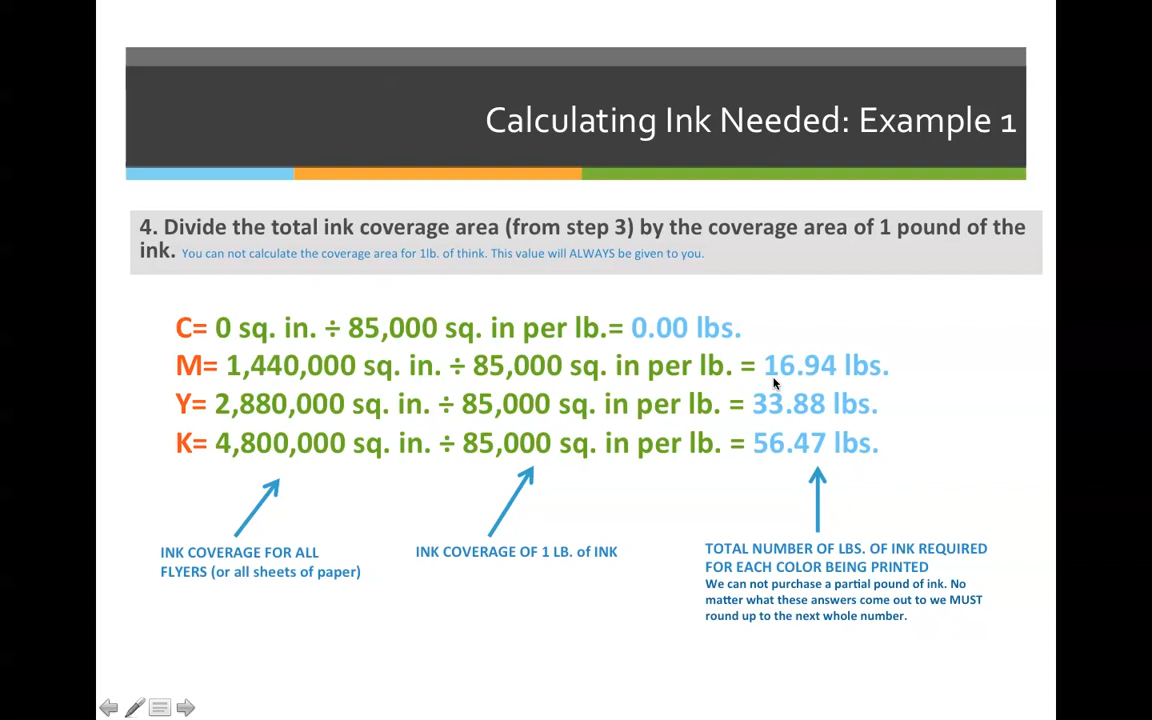 Calculating Ink Needed: Example 1
4. Divide the total ink coverage area (from step 3) by the coverage area of 1 pound of the
ink. You can not calculate the coverage area for 1lb. of think. This value will ALWAYS be given to you.
C= 0 sq. in. ÷ 85,000 sq. in per lb.= 0.00 lbs.
M= 1,440,000 sq. in. ÷ 85,000 sq. in per lb. = 16.94 lbs.
Y= 2,880,000 sq. in. ÷ 85,000 sq. in per lb. = 33.88 lbs.
K= 4,800,000 sq. in. ÷ 85,000 sq. in per lb. = 56.47 lbs.
INK COVERAGE FOR ALL
FLYERS (or all sheets of paper)
INK COVERAGE OF 1 LB. of INK
TOTAL NUMBER OF LBS. OF INK REQUIRED
FOR EACH COLOR BEING PRINTED
We can not purchase a partial pound of ink. No
matter what these answers come out to we MUST
round up to the next whole number.